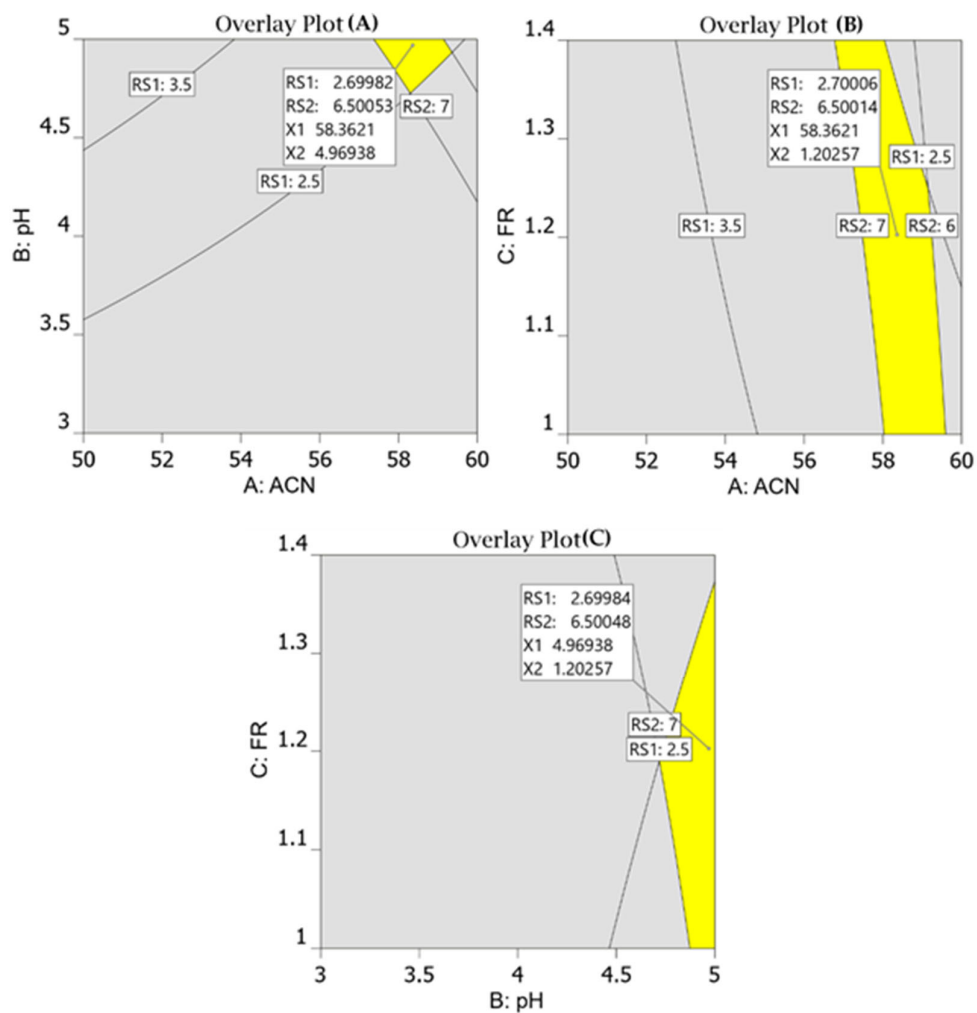 Overlay Plot (A)
5
4.5
4
3.5
3
B: pH
RS1: 3.5
RS1: 2.69982
RS2: 6.50053
X1 58.3621
X2 4.96938
RS2: 7
RS1: 2.5
50 52 54 56 58 60
A: ACN
Overlay Plot (B)
1.4
1.3
1.2
1.1
1
C: FR
RS1: 2.70006
RS2: 6.50014
X1 58.3621
X2 1.20257
RS1: 2.5
RS1: 3.5
RS2: 7
RS2: 6
50 52 54 56 58 60
A: ACN
Overlay Plot(C)
1.4
1.3
1.2
1.1
1
C: FR
RS1: 2.69984
RS2: 6.50048
X1 4.96938
X2 1.20257
RS2: 7
RS1: 2.5
3 3.5 4 4.5 5
B: pH